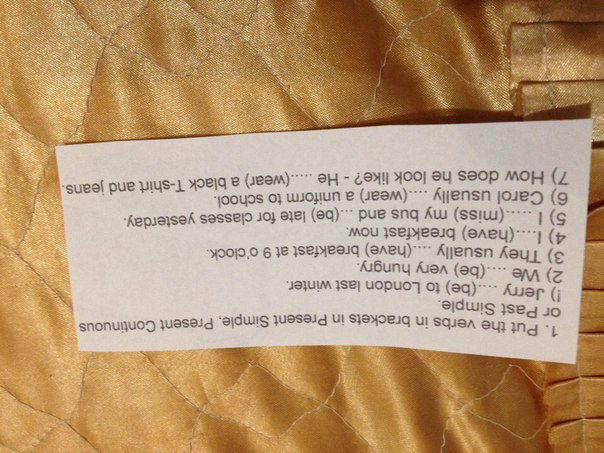 1. Put the verbs in brackets in Present Simple, Present Continuous
or Past Simple.
!) Jerry ....(be) to London last winter.
2) We ....(be) very hungry.
3) They usually ....(have) breakfast at 9 o'clock.
4) I....(have) breakfast now.
5) I .....(miss) my bus and ...(be) late for classes yesterday.
6) Carol usually ....(wear) a uniform to school.
7) How does he look like? - He .....(wear) a black T-shirt and jeans.